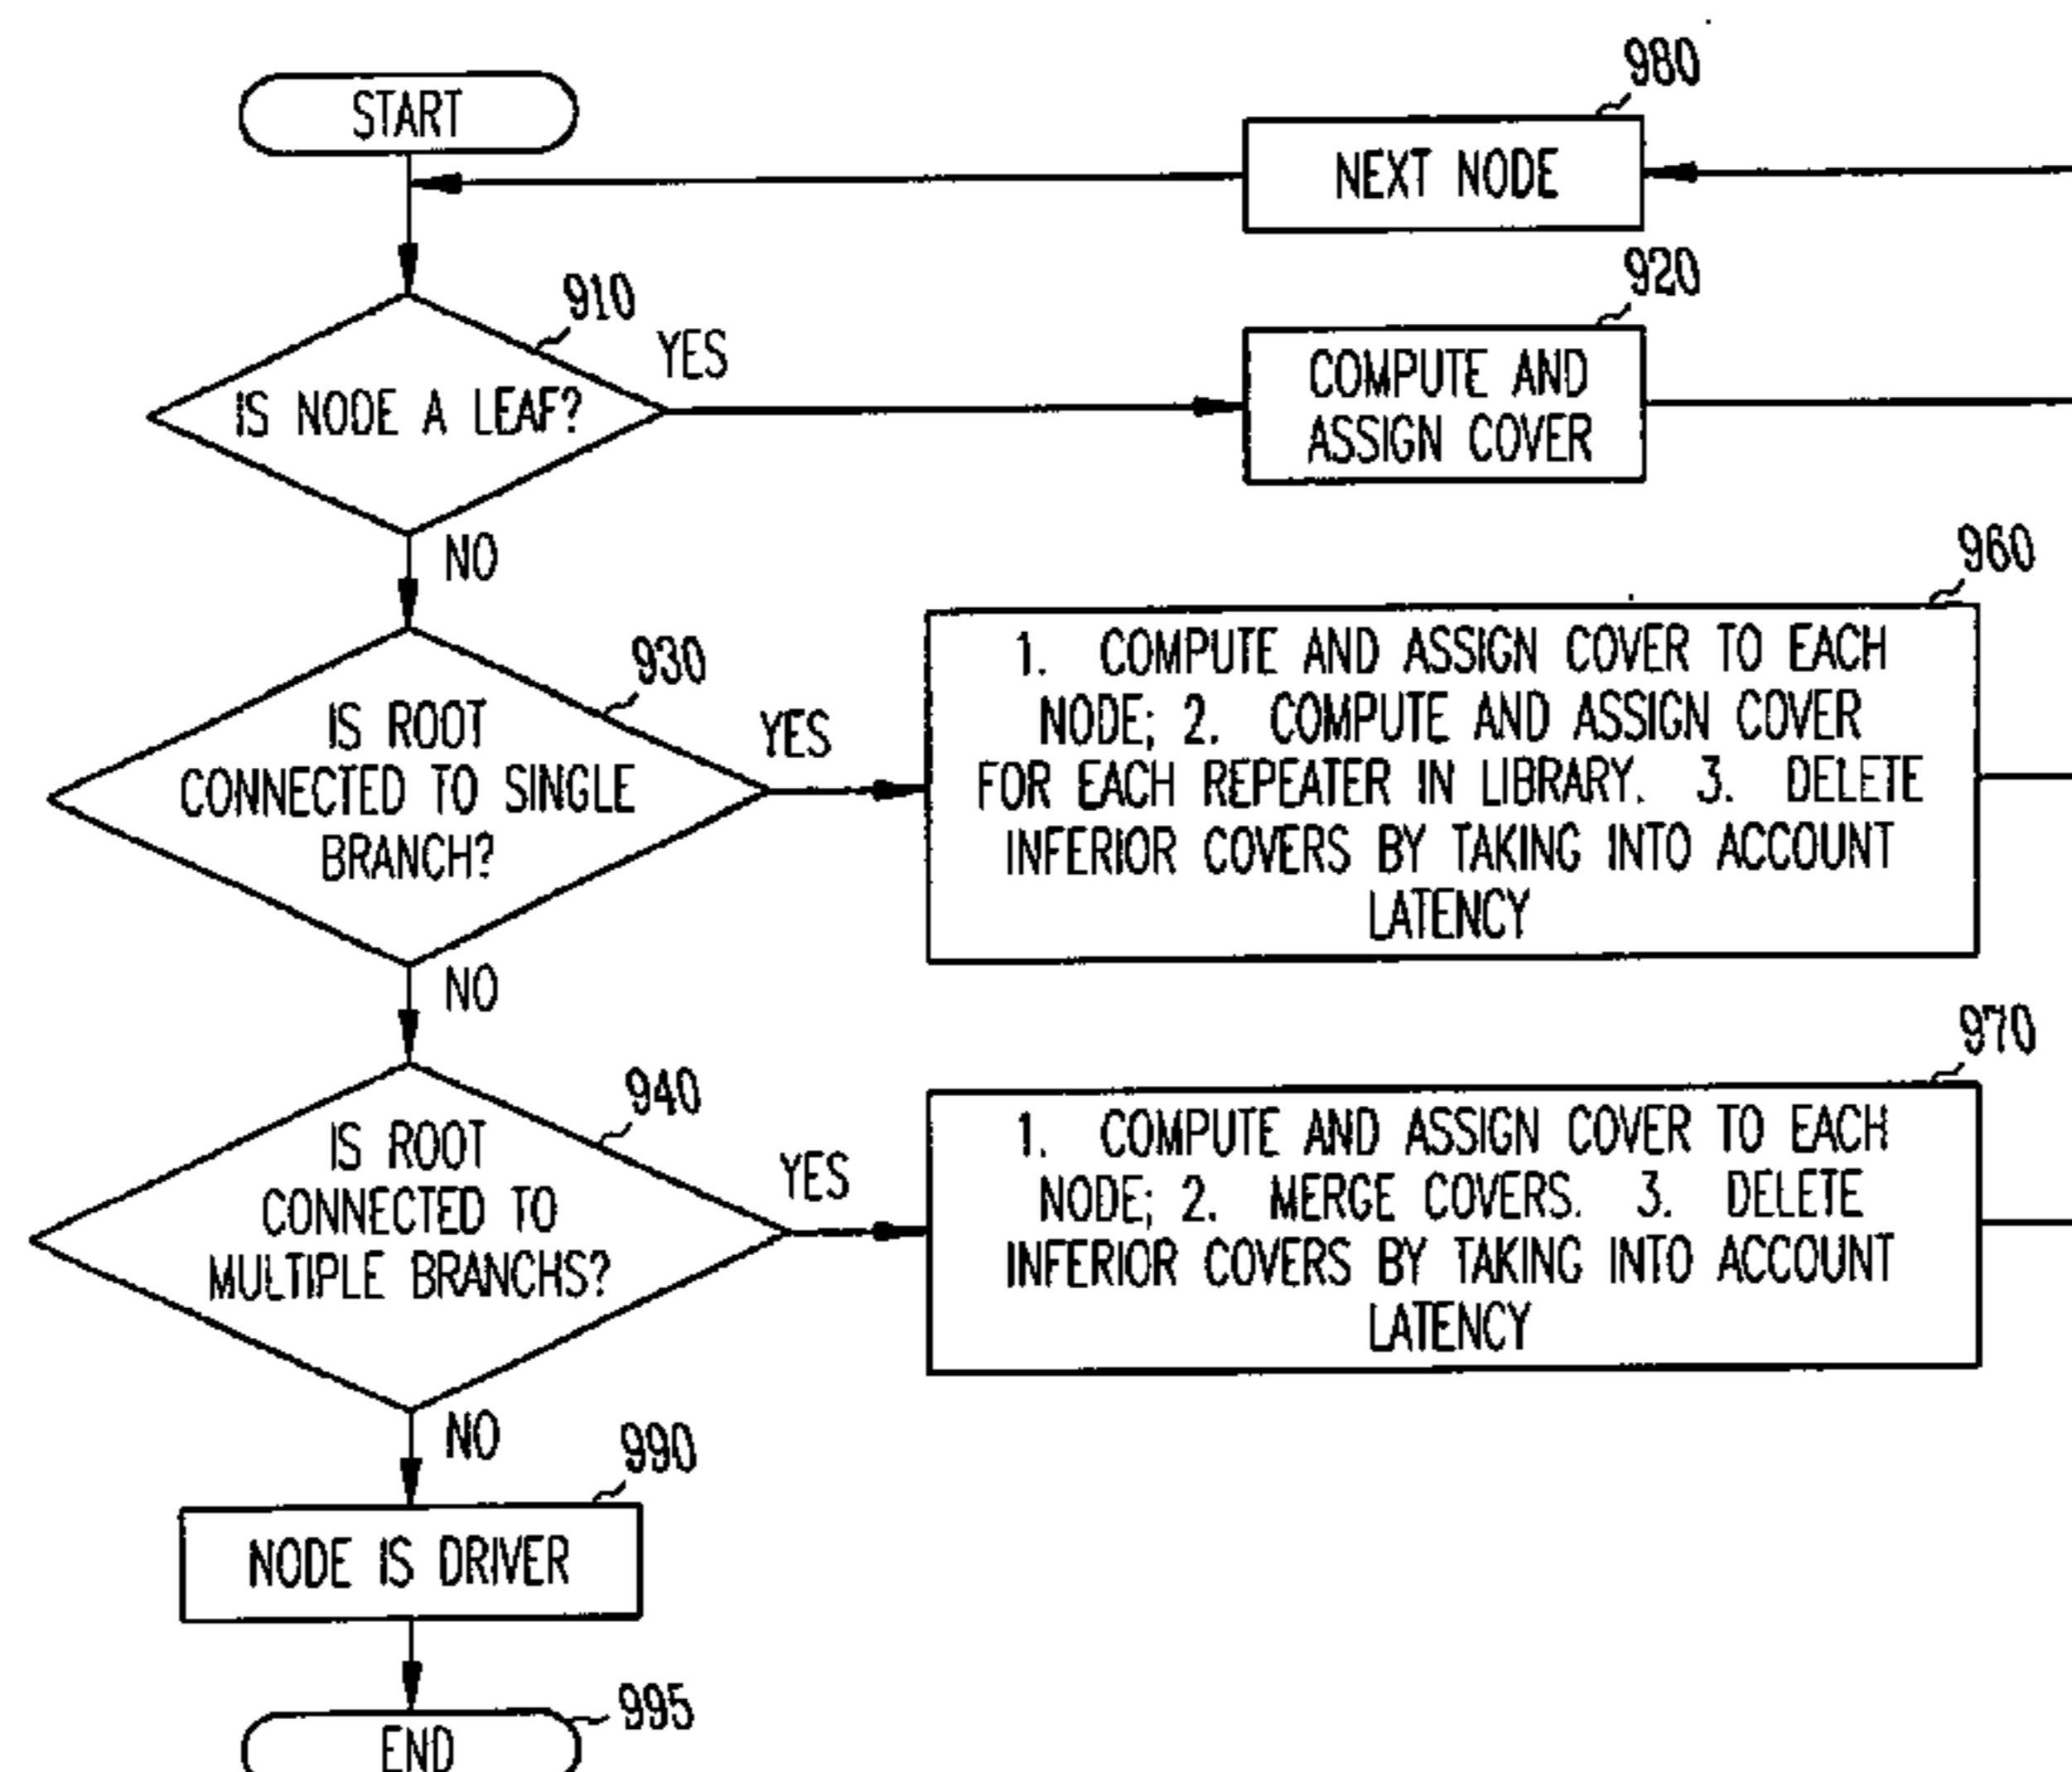 START
980
NEXT NODE
910
IS NODE A LEAF?
YES
920
COMPUTE AND
ASSIGN COVER
NO
930
IS ROOT
CONNECTED TO SINGLE
BRANCH?
YES
960
1. COMPUTE AND ASSIGN COVER TO EACH
NODE; 2. COMPUTE AND ASSIGN COVER
FOR EACH REPEATER IN LIBRARY. 3. DELETE
INFERIOR COVERS BY TAKING INTO ACCOUNT
LATENCY
NO
940
IS ROOT
CONNECTED TO
MULTIPLE BRANCHS?
YES
970
1. COMPUTE AND ASSIGN COVER TO EACH
NODE; 2. MERGE COVERS. 3. DELETE
INFERIOR COVERS BY TAKING INTO ACCOUNT
LATENCY
NO
990
NODE IS DRIVER
995
END